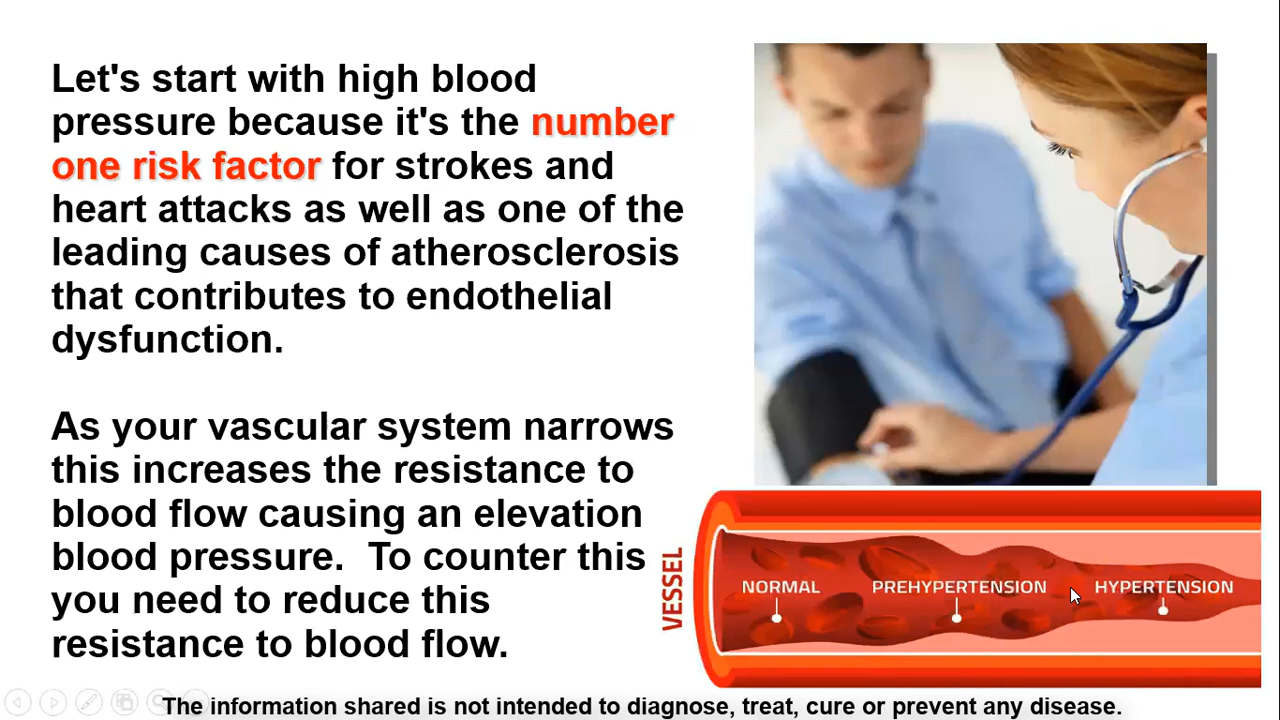 Let's start with high blood
pressure because it's the number
one risk factor for strokes and
heart attacks as well as one of the
leading causes of atherosclerosis
that contributes to endothelial
dysfunction.
As your vascular system narrows
this increases the resistance to
blood flow causing an elevation
blood pressure. To counter this
you need to reduce this
resistance to blood flow.
VESSEL
NORMAL
PREHYPERTENSION
HYPERTENSION
The information shared is not intended to diagnose, treat, cure or prevent any disease.